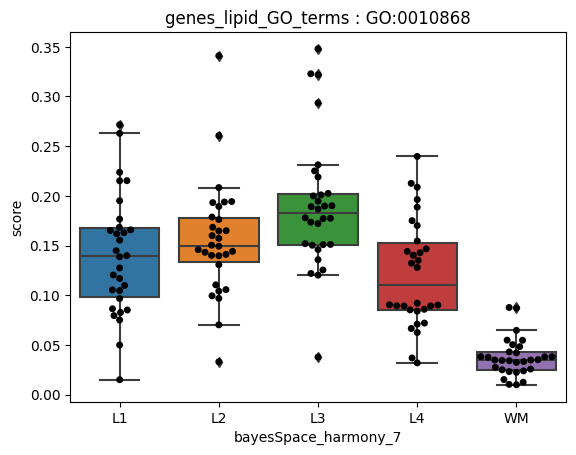 genes_lipid_GO_terms : GO:0010868
score
0.35
0.30
0.25
0.20
0.15
0.10
0.05
0.00
L1 L2 L3 L4 WM
bayesSpace_harmony_7